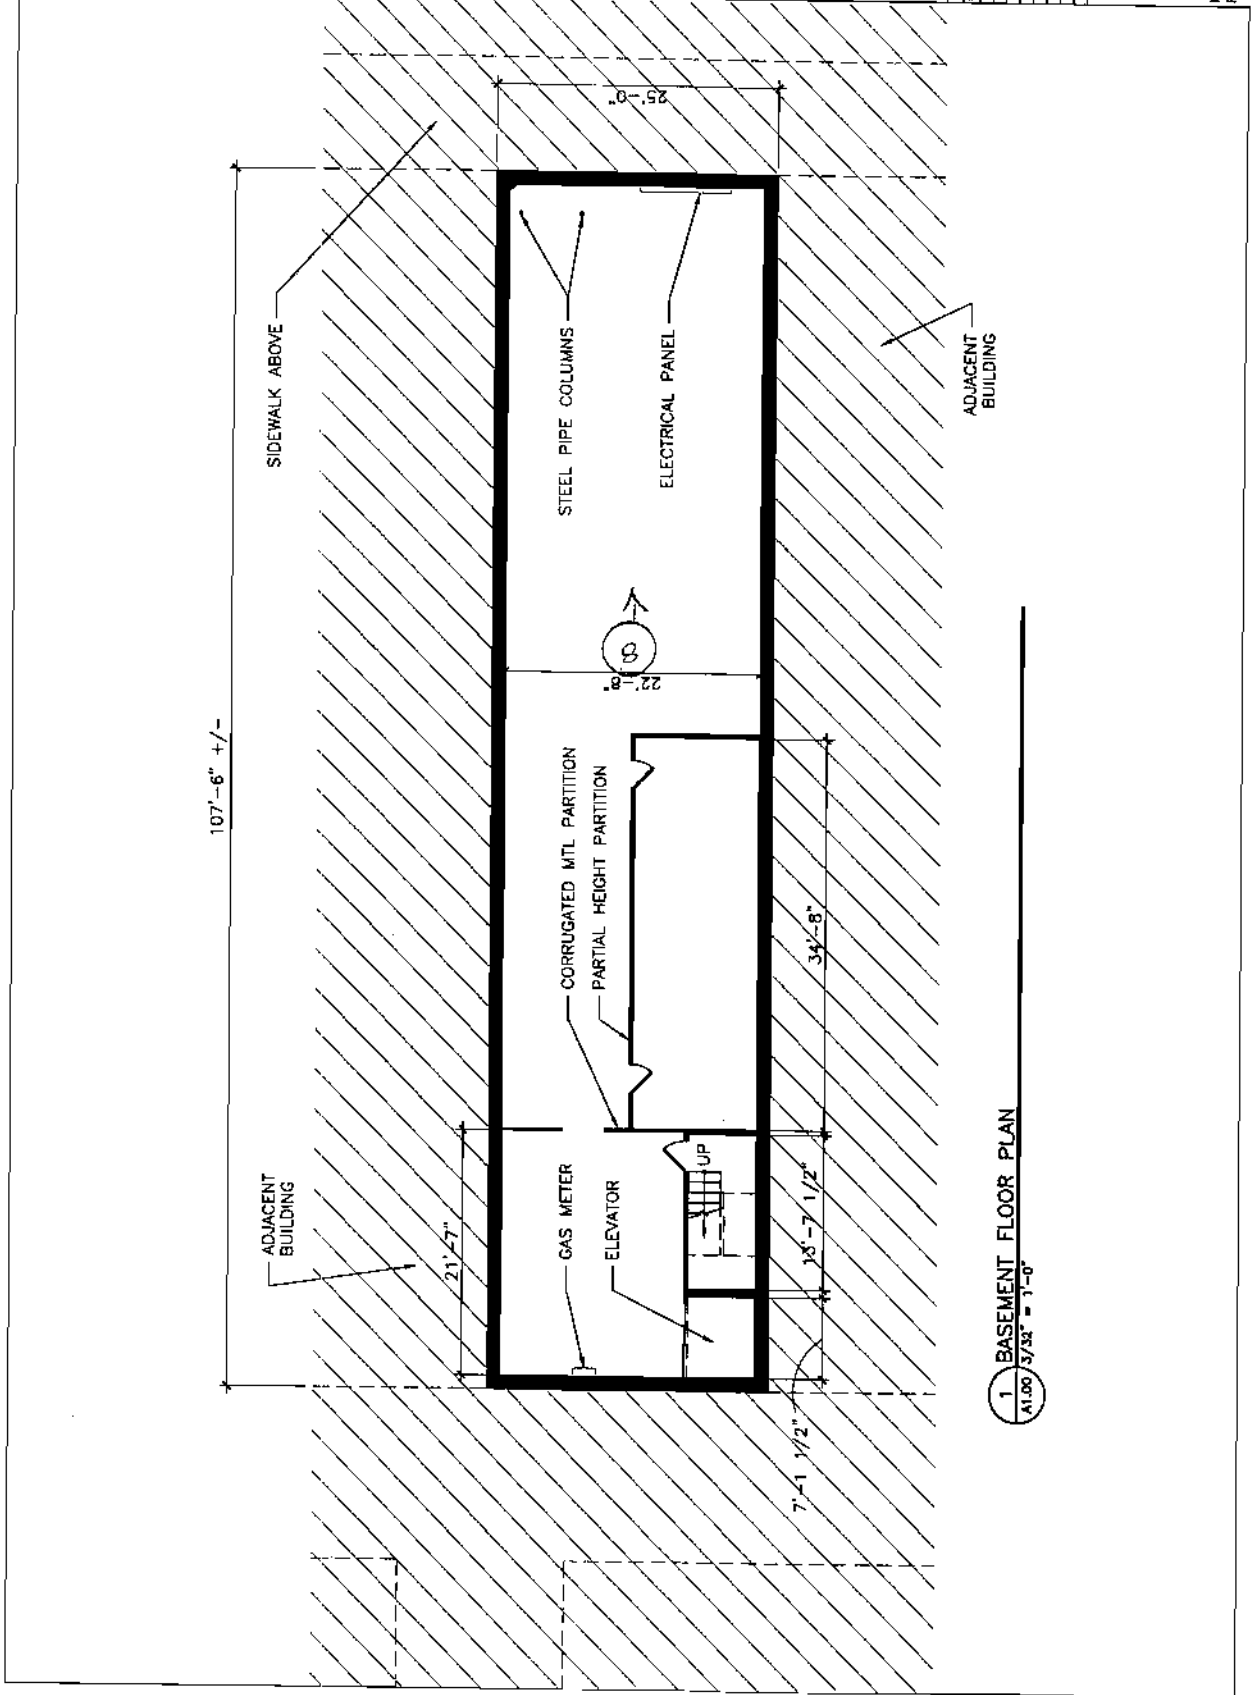 107'-6" +/-
SIDEWALK ABOVE
25'-0"
STEEL PIPE COLUMNS
ELECTRICAL PANEL
ADJACENT
BUILDING
8
22'-8"
CORRUGATED MTL PARTITION
PARTIAL HEIGHT PARTITION
34'-8"
ADJACENT
BUILDING
21'-7"
GAS METER
ELEVATOR
UP
13'-7 1/2"
7'-1 1/2"
1
A1.00
BASEMENT FLOOR PLAN
3/32" = 1'-0"